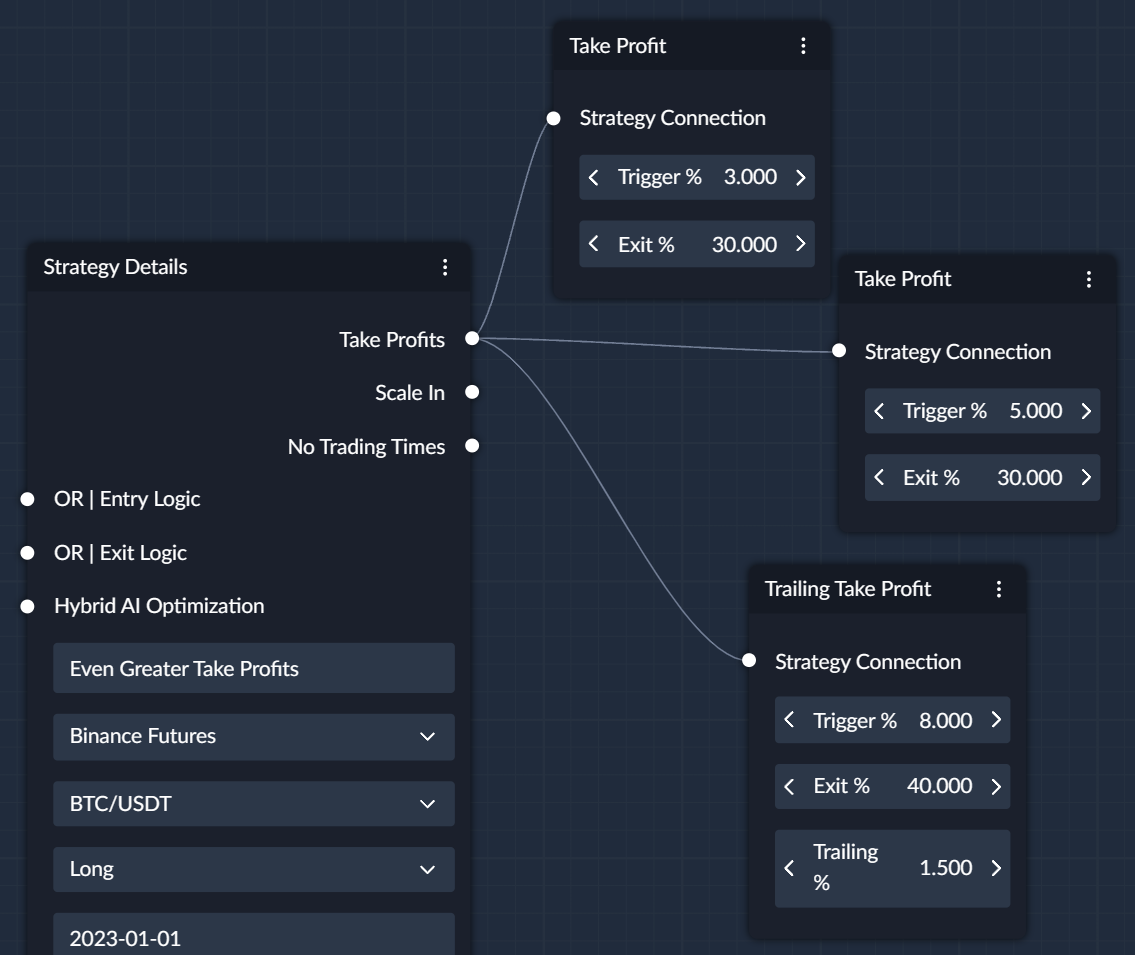 Take Profit
Strategy Connection
Trigger % 3.000
Exit % 30.000
Strategy Details
Take Profits
Scale In
No Trading Times
OR | Entry Logic
OR | Exit Logic
Hybrid AI Optimization
Even Greater Take Profits
Binance Futures
BTC/USDT
Long
2023-01-01
Take Profit
Strategy Connection
Trigger % 5.000
Exit % 30.000
Trailing Take Profit
Strategy Connection
Trigger % 8.000
Exit % 40.000
Trailing
% 1.500